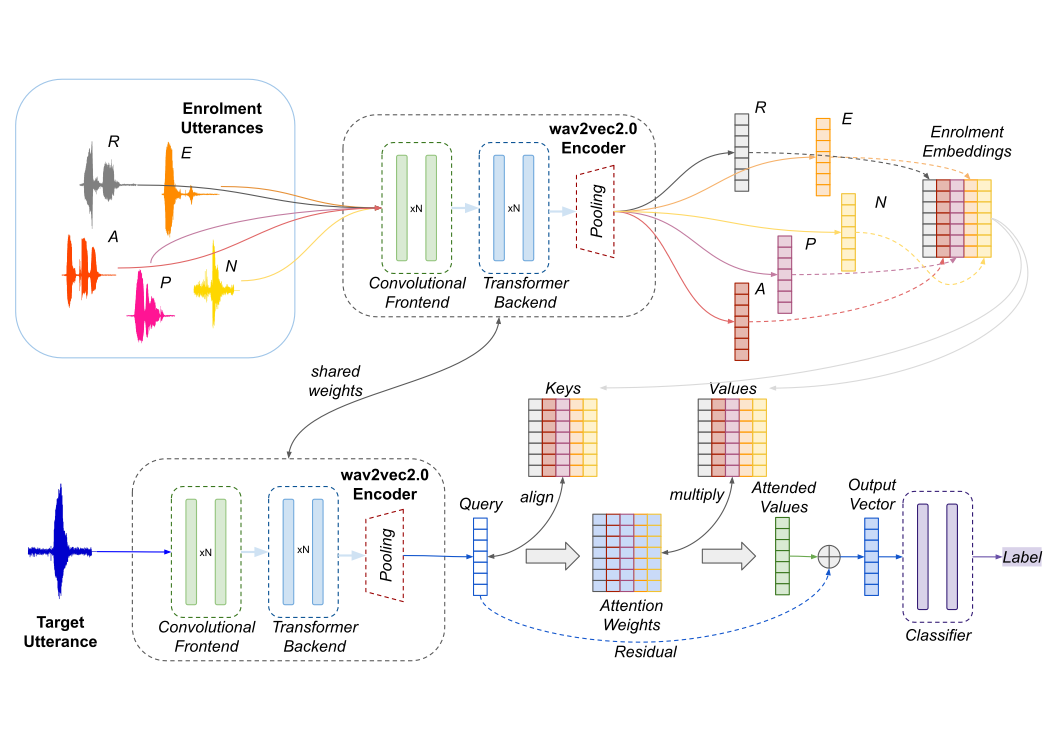 Enrolment
Utterances
R
E
A
P
N
wav2vec2.0
Encoder
xN
xN
Pooling
Convolutional
Frontend
Transformer
Backend
R
E
N
P
A
Enrolment
Embeddings
shared
weights
Keys
Values
wav2vec2.0
Encoder
xN
xN
Pooling
Convolutional
Frontend
Transformer
Backend
Target
Utterance
Query
align
multiply
Attention
Weights
Attended
Values
Output
Vector
Residual
Classifier
Label